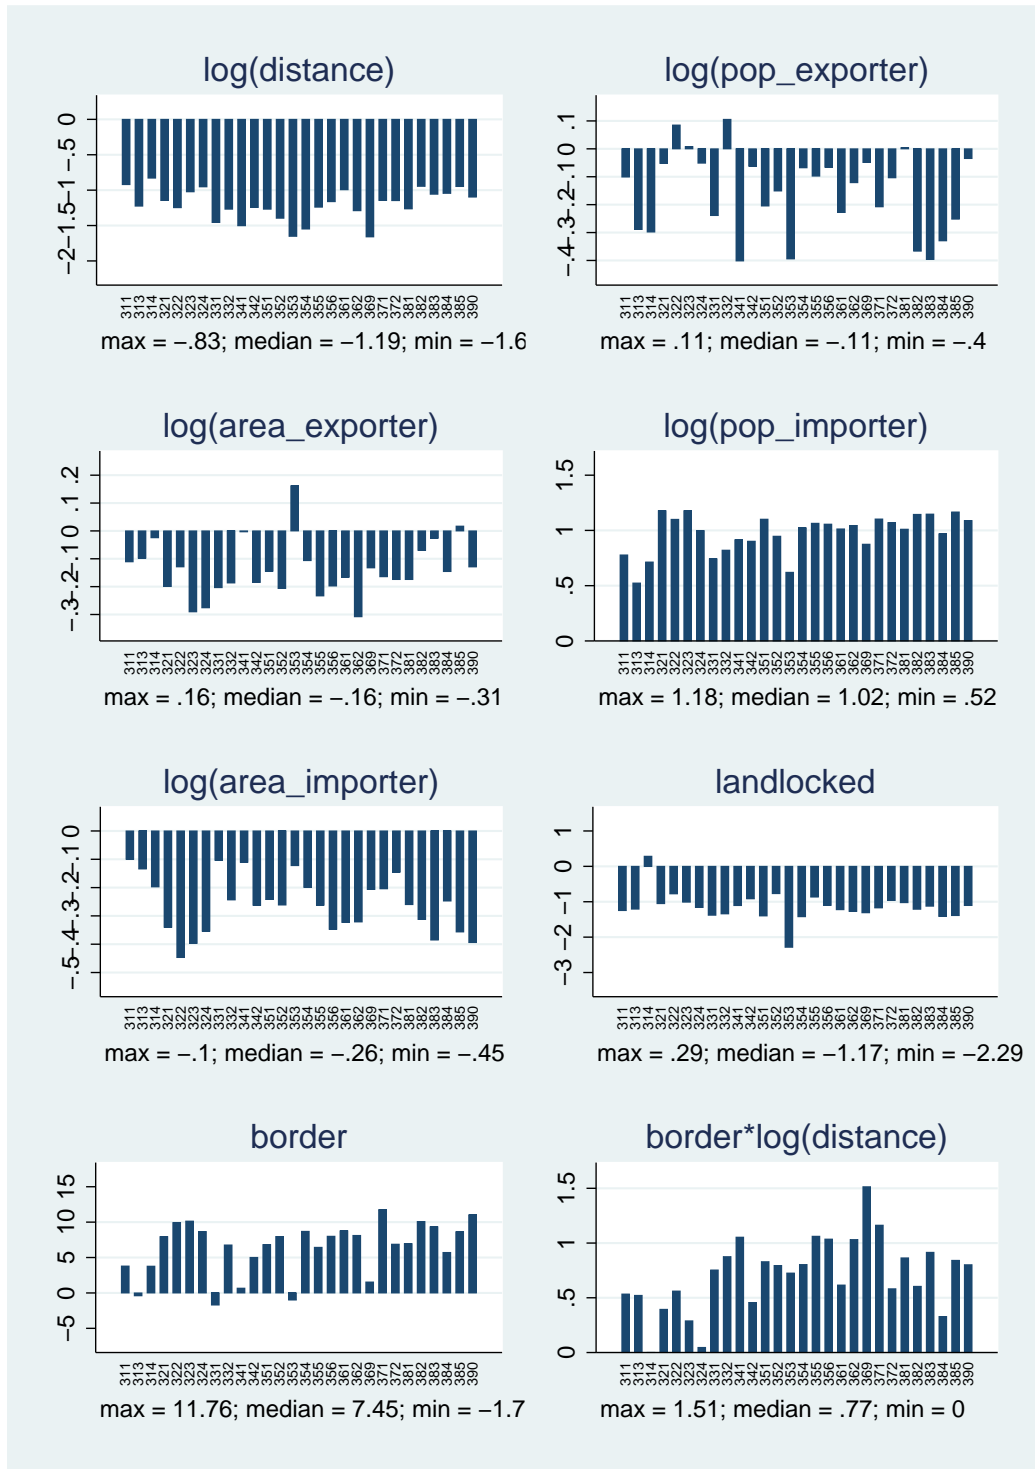 log(distance)
0
−.5
−1
−1.5
−2
311 313 314 321 322 323 324 331 332 341 342 351 352 353 354 355 356 361 362 369 371 372 381 382 383 384 385 390
max = −.83; median = −1.19; min = −1.6
log(pop_exporter)
.1
0
−.1
−.2
−.3
−.4
311 313 314 321 322 323 324 331 332 341 342 351 352 353 354 355 356 361 362 369 371 372 381 382 383 384 385 390
max = .11; median = −.11; min = −.4
log(area_exporter)
.2
.1
0
−.1
−.2
−.3
311 313 314 321 322 323 324 331 332 341 342 351 352 353 354 355 356 361 362 369 371 372 381 382 383 384 385 390
max = .16; median = −.16; min = −.31
log(pop_importer)
1.5
1
.5
0
311 313 314 321 322 323 324 331 332 341 342 351 352 353 354 355 356 361 362 369 371 372 381 382 383 384 385 390
max = 1.18; median = 1.02; min = .52
log(area_importer)
0
−.1
−.2
−.3
−.4
−.5
311 313 314 321 322 323 324 331 332 341 342 351 352 353 354 355 356 361 362 369 371 372 381 382 383 384 385 390
max = −.1; median = −.26; min = −.45
landlocked
1
0
−1
−2
−3
311 313 314 321 322 323 324 331 332 341 342 351 352 353 354 355 356 361 362 369 371 372 381 382 383 384 385 390
max = .29; median = −1.17; min = −2.29
border
15
10
5
0
−5
311 313 314 321 322 323 324 331 332 341 342 351 352 353 354 355 356 361 362 369 371 372 381 382 383 384 385 390
max = 11.76; median = 7.45; min = −1.7
border*log(distance)
1.5
1
.5
0
311 313 314 321 322 323 324 331 332 341 342 351 352 353 354 355 356 361 362 369 371 372 381 382 383 384 385 390
max = 1.51; median = .77; min = 0